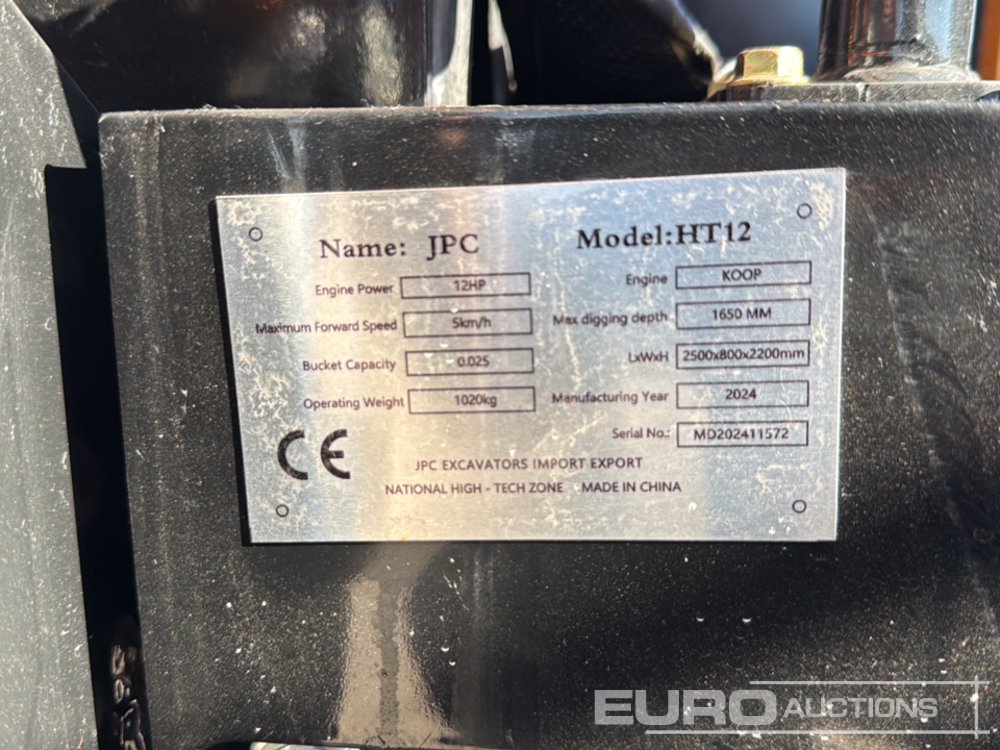 Name: JPC Model:HT12
Engine Power 12HP Engine KOOP
Maximum Forward Speed 5km/h Max digging depth 1650 MM
Bucket Capacity 0.025 LxWxH 2500x800x2200mm
Operating Weight 1020kg Manufacturing Year 2024
Serial No.: MD202411572
CE JPC EXCAVATORS IMPORT EXPORT
NATIONAL HIGH - TECH ZONE MADE IN CHINA
EURO AUCTIONS